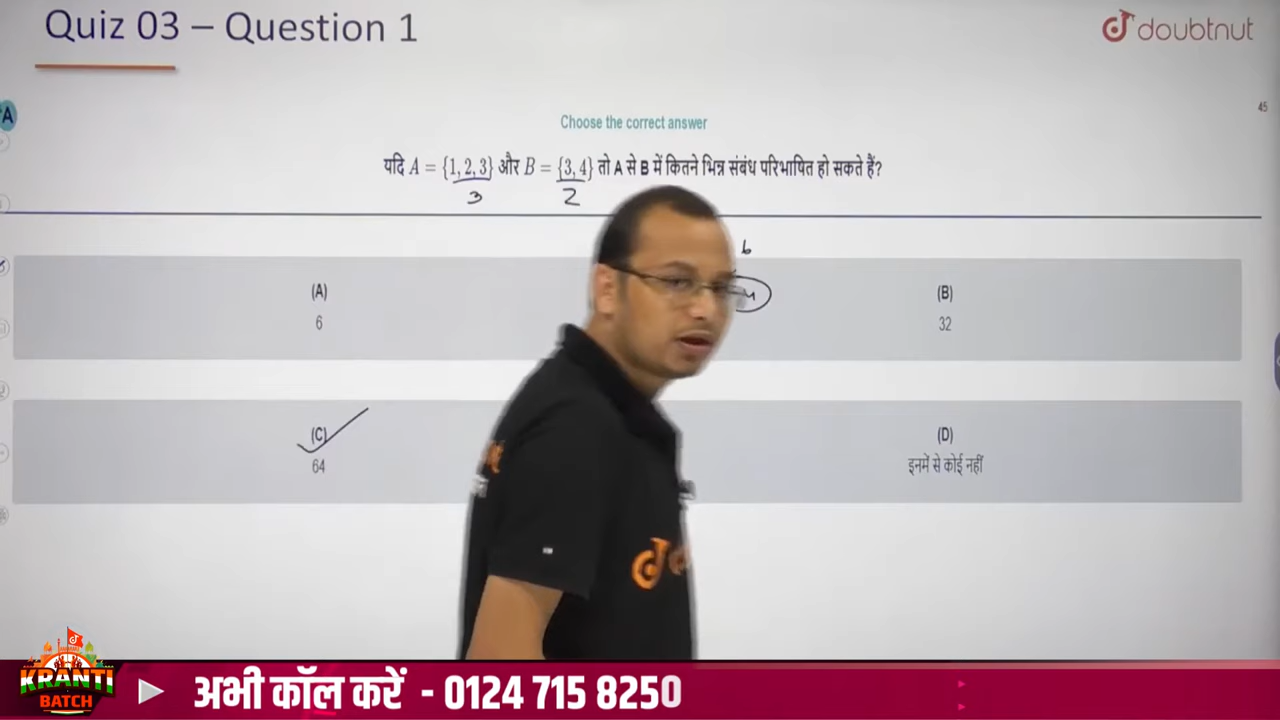 Quiz 03 – Question 1
doubtnut
A
45
Choose the correct answer
यदि A = {1, 2, 3} और B = {3, 4} तो A से B में कितने भिन्न संबंध परिभाषित हो सकते हैं?
3 2
6
(A)
6
(B)
32
(C)
64
(D)
इनमें से कोई नहीं
KRANTI
BATCH
अभी कॉल करें - 0124 715 8250